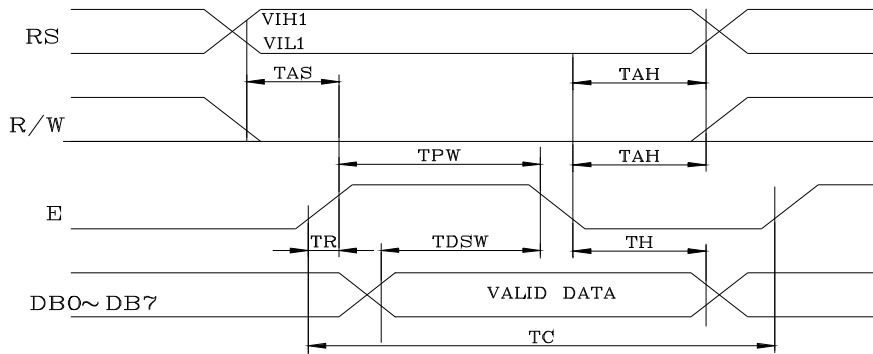 RS VIH1
VIL1
TAS TAH
R/W
TPW TAH
E
TR TDSW TH
DB0~DB7 VALID DATA
TC